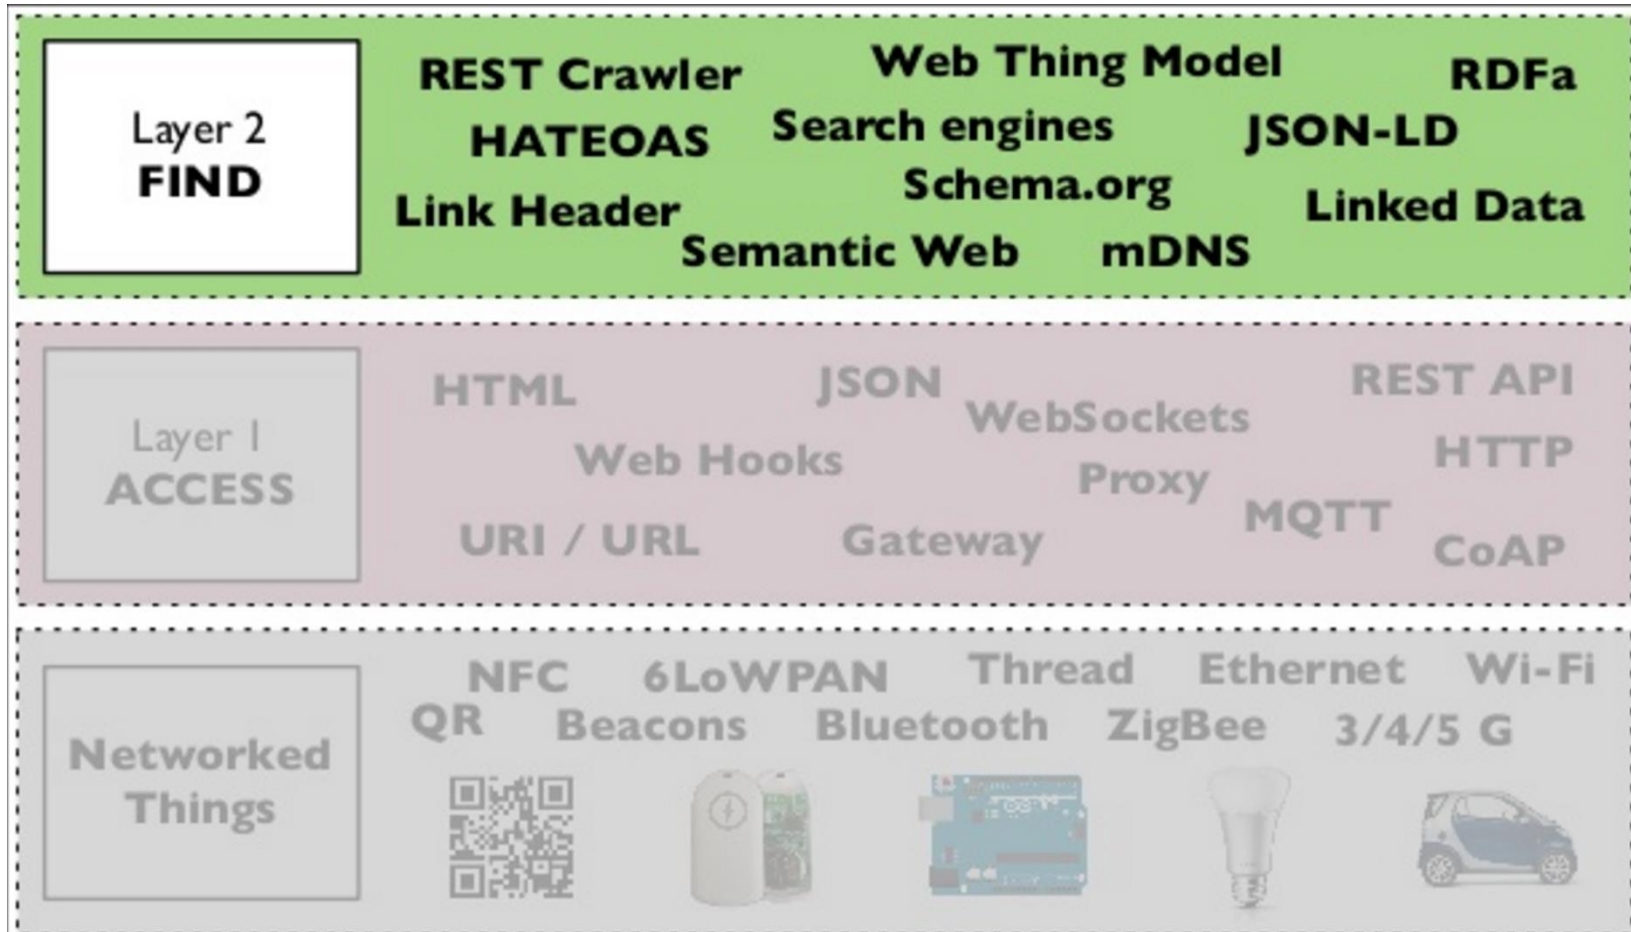 Layer 2
FIND
REST Crawler
Web Thing Model
RDFa
HATEOAS
Search engines
JSON-LD
Schema.org
Link Header
Linked Data
Semantic Web
mDNS
Layer 1
ACCESS
HTML
JSON
REST API
WebSockets
Web Hooks
HTTP
Proxy
MQTT
URI / URL
Gateway
CoAP
Networked
Things
NFC
6LoWPAN
Thread
Ethernet
Wi-Fi
QR
Beacons
Bluetooth
ZigBee
3/4/5 G